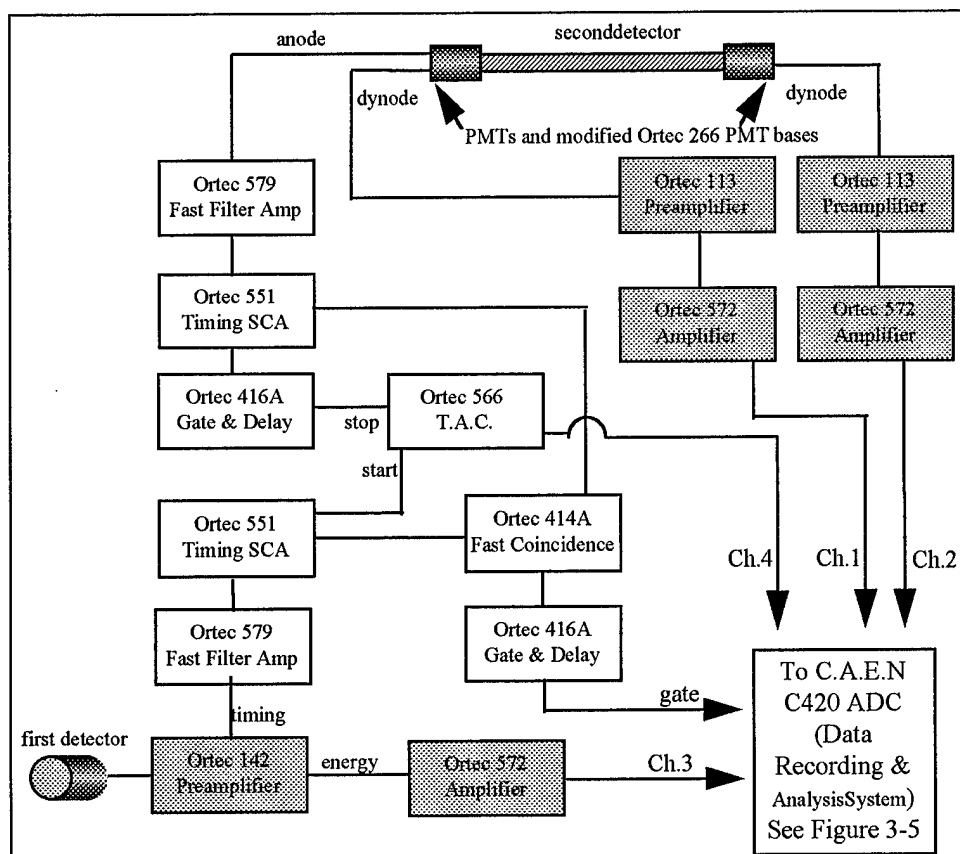 anode
seconddetector
dynode
dynode
PMTs and modified Ortec 266 PMT bases
Ortec 579
Fast Filter Amp
Ortec 113
Preamplifier
Ortec 113
Preamplifier
Ortec 551
Timing SCA
Ortec 572
Amplifier
Ortec 572
Amplifier
Ortec 416A
Gate & Delay
stop
Ortec 566
T.A.C.
start
Ortec 551
Timing SCA
Ortec 414A
Fast Coincidence
Ch.4
Ch.1
Ch.2
Ortec 579
Fast Filter Amp
Ortec 416A
Gate & Delay
timing
gate
first detector
Ortec 142
Preamplifier
energy
Ortec 572
Amplifier
Ch.3
To C.A.E.N
C420 ADC
(Data
Recording &
AnalysisSystem)
See Figure 3-5